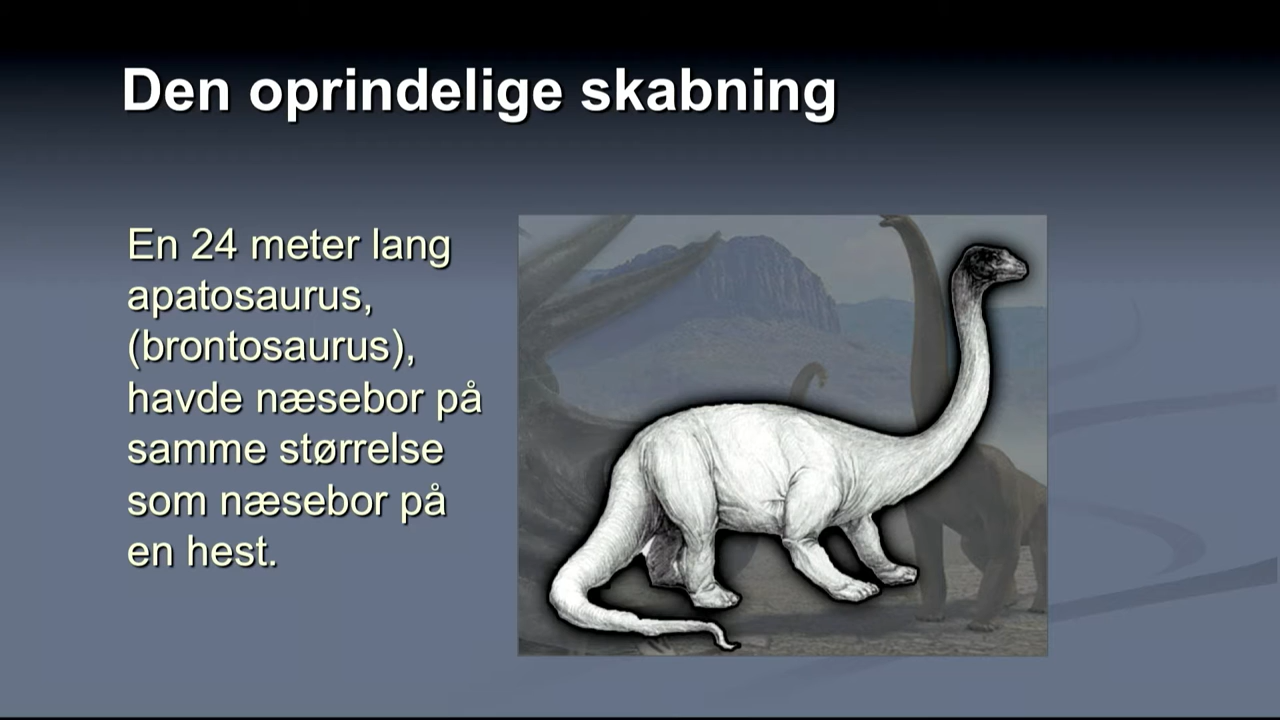 Den oprindelige skabning
En 24 meter lang
apatosaurus,
(brontosaurus),
havde næsebor på
samme størrelse
som næsebor på
en hest.